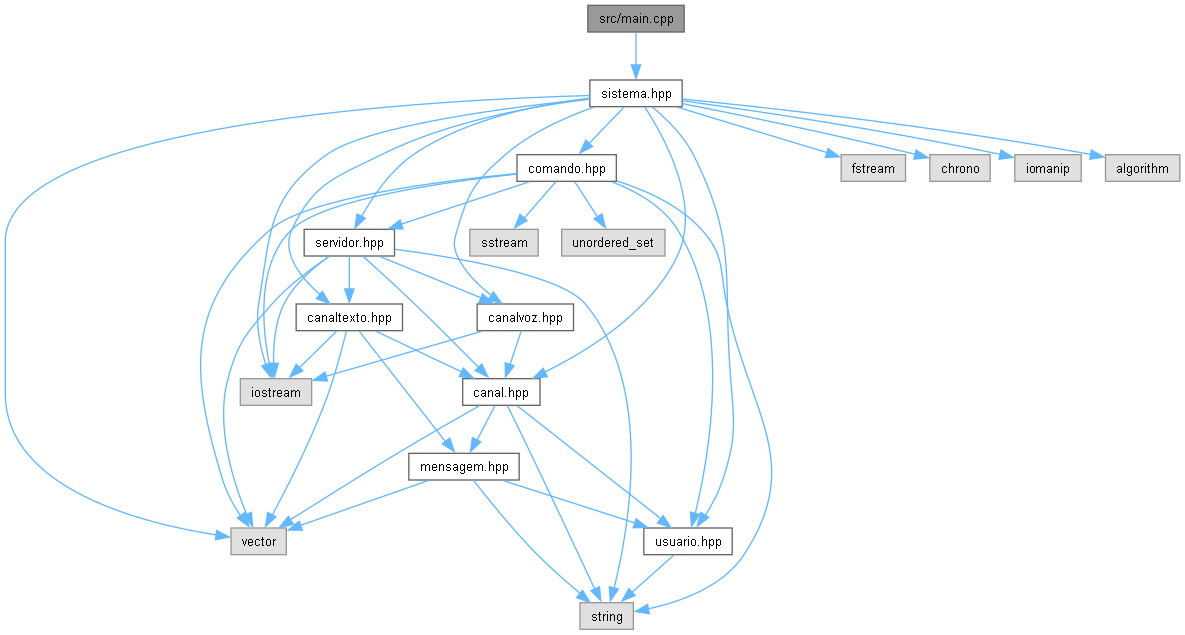 src/main.cpp
sistema.hpp
comando.hpp
fstream
chrono
iomanip
algorithm
servidor.hpp
sstream
unordered_set
canaltexto.hpp
canalvoz.hpp
iostream
canal.hpp
mensagem.hpp
vector
usuario.hpp
string